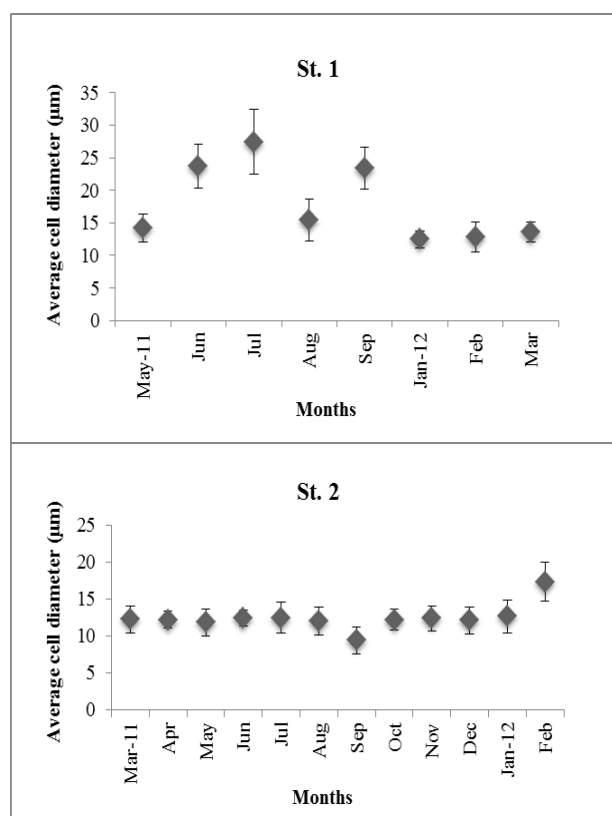 St. 1
Average cell diameter (µm)
35
30
25
20
15
10
5
0
May-11
Jun
Jul
Aug
Sep
Jan-12
Feb
Mar
Months
St. 2
Average cell diameter (µm)
25
20
15
10
5
0
Mar-11
Apr
May
Jun
Jul
Aug
Sep
Oct
Nov
Dec
Jan-12
Feb
Months